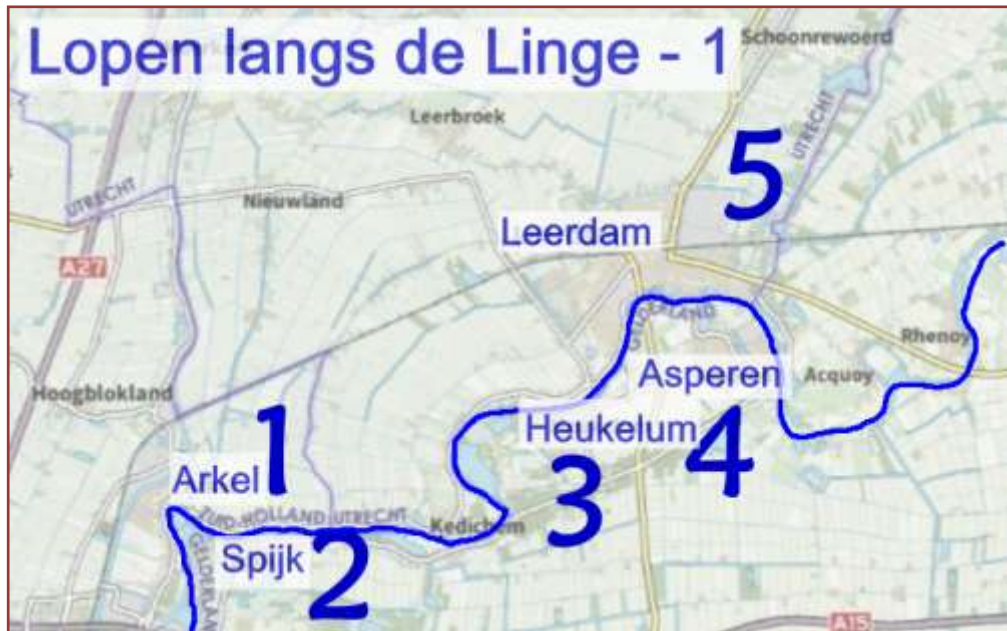 Lopen langs de Linge - 1
Schoonrewoerd
Leerbroek
UTRECHT
5
UTRECHT
Nieuwland
Leerdam
A27
GELDERLAND
Rhenoy
Asperen
Acquoy
Hoogblokland
1
Heukelum
4
Arkel
3
ZUID-HOLLAND UTRECHT
Kedichem
Spijk
2
A15